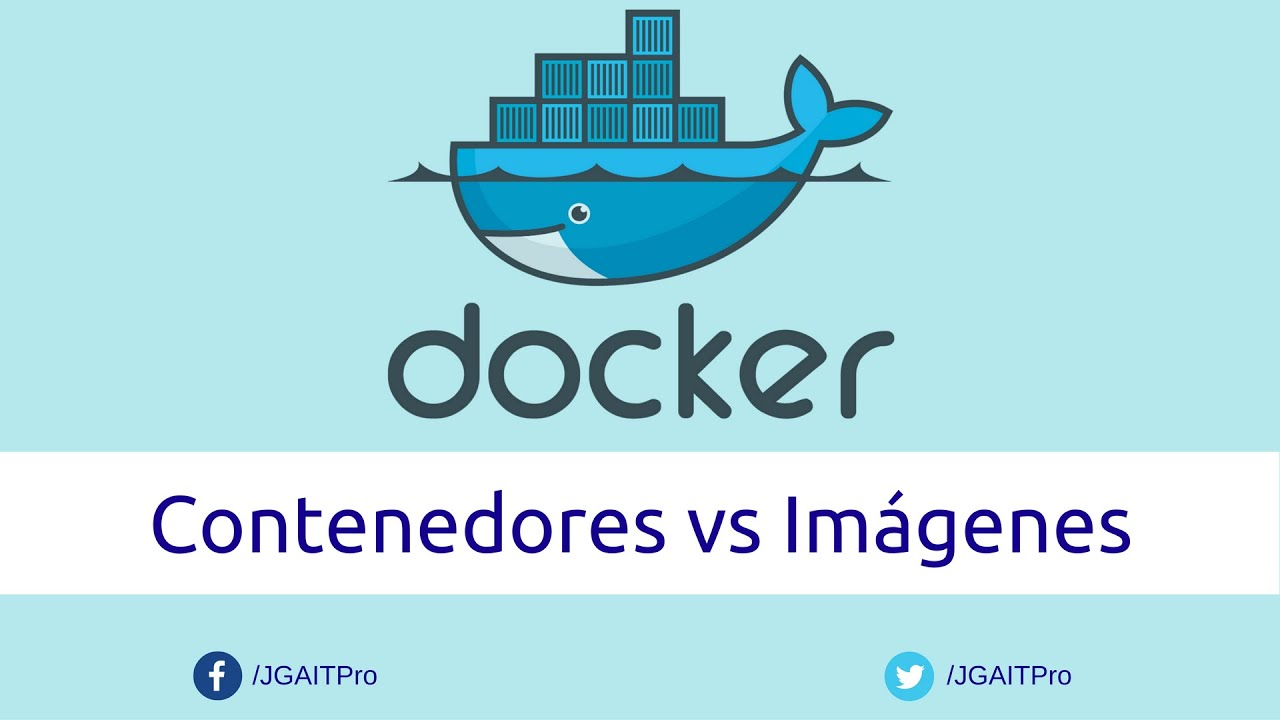 docker
Contenedores vs Imágenes
/JGAITPro
/JGAITPro